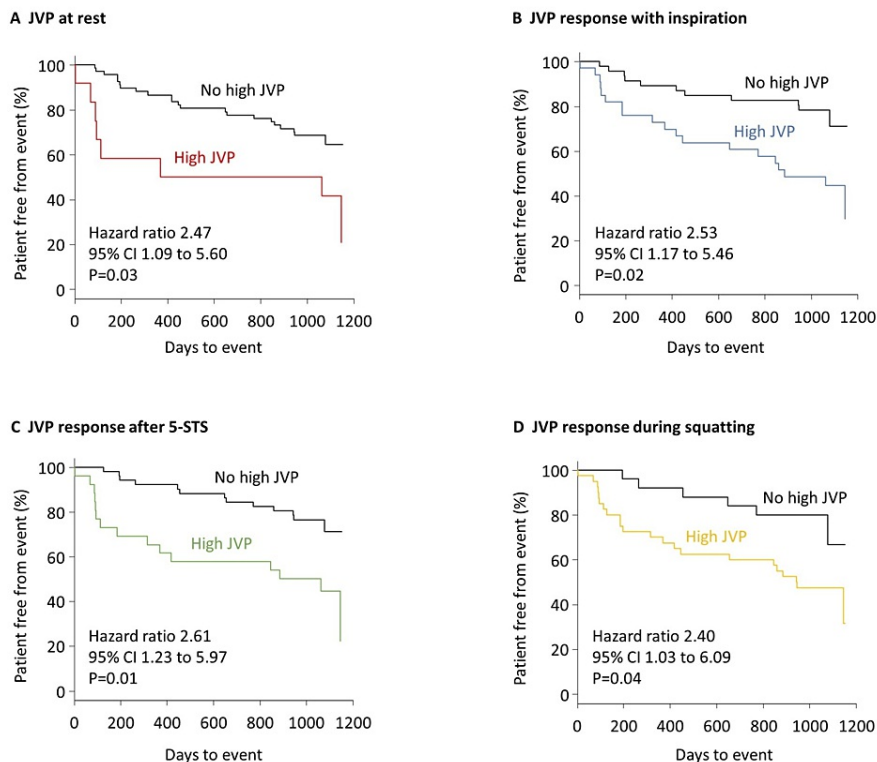 A JVP at rest
Patient free from event (%)
100
80
60
40
20
0
No high JVP
High JVP
Hazard ratio 2.47
95% CI 1.09 to 5.60
P=0.03
0 200 400 600 800 1000 1200
Days to event
B JVP response with inspiration
Patient free from event (%)
100
80
60
40
20
0
No high JVP
High JVP
Hazard ratio 2.53
95% CI 1.17 to 5.46
P=0.02
0 200 400 600 800 1000 1200
Days to event
C JVP response after 5-STS
Patient free from event (%)
100
80
60
40
20
0
No high JVP
High JVP
Hazard ratio 2.61
95% CI 1.23 to 5.97
P=0.01
0 200 400 600 800 1000 1200
Days to event
D JVP response during squatting
Patient free from event (%)
100
80
60
40
20
0
No high JVP
High JVP
Hazard ratio 2.40
95% CI 1.03 to 6.09
P=0.04
0 200 400 600 800 1000 1200
Days to event